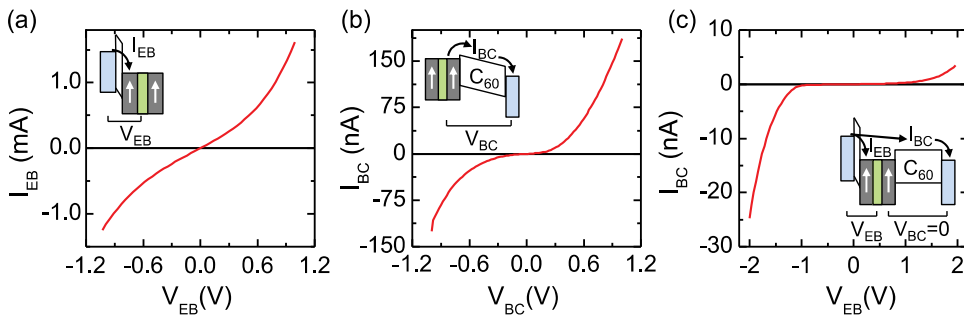 (a)
I_EB (mA)
1.0
0.0
-1.0
-1.2
-0.6
0.0
0.6
1.2
V_EB(V)
I_EB
V_EB
(b)
I_BC (nA)
150
75
0
-75
-150
-1.2
-0.6
0.0
0.6
1.2
V_BC(V)
I_BC
C_60
V_BC
(c)
I_BC (nA)
10
0
-10
-20
-30
-2
-1
0
1
2
V_EB(V)
I_BC
I_EB
C_60
V_EB
V_BC=0